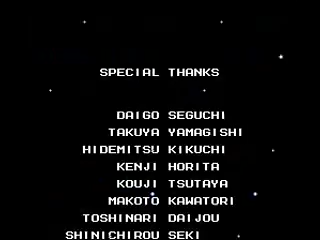 SPECIAL THANKS
DAIGO SEGUCHI
TAKUYA YAMAGISHI
HIDEMITSU KIKUCHI
KENJI HORITA
KOUJI TSUTAYA
MAKOTO KAWATORI
TOSHINARI DAIJOU
SHINICHIROU SEKI